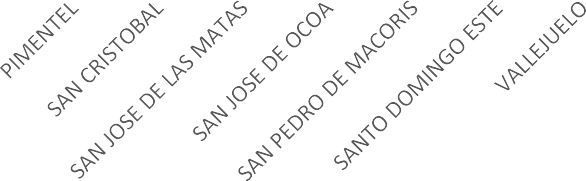 PIMENTEL
SAN CRISTOBAL
SAN JOSE DE LAS MATAS
SAN JOSE DE OCOA
SAN PEDRO DE MACORIS
SANTO DOMINGO ESTE
VALLEJUELO